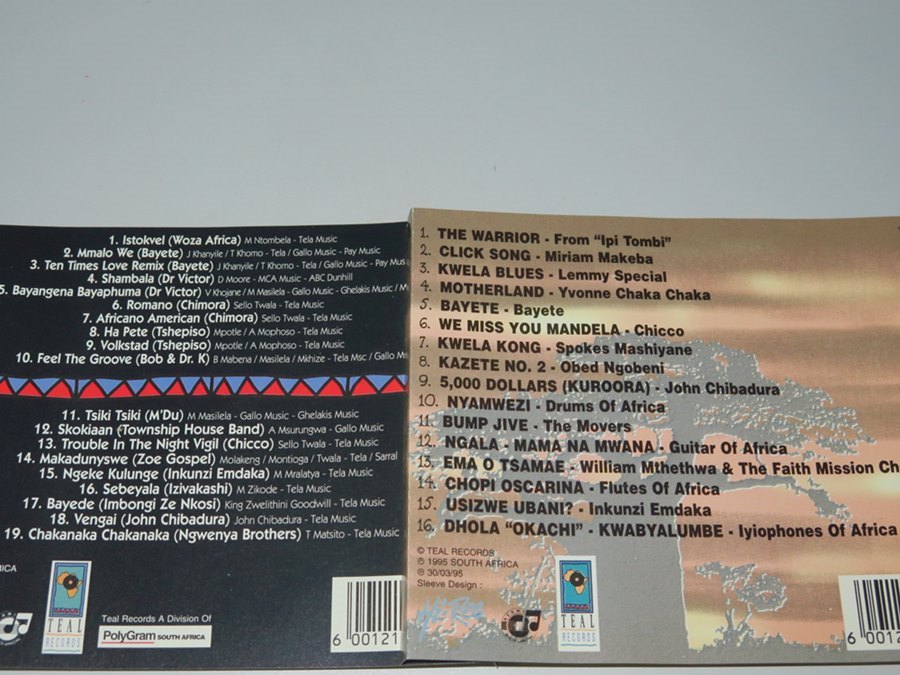 1. Istokvel (Woza Africa) M Ntombela - Tela Music
2. Mmalo We (Bayete) J Khanyile / T Khomo - Tela / Gallo Music - Pay Music
3. Ten Times Love Remix (Bayete) J Khanyile / T Khomo - Tela / Gallo Music - Pay Mus
4. Shambala (Dr Victor) D Moore - MCA Music - ABC Dunhill
5. Bayangena Bayaphuma (Dr Victor) V Khojane / M Masilela - Gallo Music - Ghelakis Music / M
6. Romano (Chimora) Sello Twala - Tela Music
7. Africano American (Chimora) Sello Twala - Tela Music
8. Ha Pete (Tshepiso) Mpotle / A Mophoso - Tela Music
9. Volkstad (Tshepiso) Mpotle / A Mophoso - Tela Music
10. Feel The Groove (Bob & Dr. K) B Mabena / Masilela / Mkhize - Tela Msc / Gallo M
11. Tsiki Tsiki (M'Du) M Masilela - Gallo Music - Ghelakis Music
12. Skokiaan (Township House Band) A Msurungwa - Gallo Music
13. Trouble In The Night Vigil (Chicco) Sello Twala - Tela Music
14. Makadunyswe (Zoe Gospel) Molakeng / Montioga / Twala - Tela / Sarral
15. Ngeke Kulunge (Inkunzi Emdaka) M Mralatya - Tela Music
16. Sebeyala (Izivakashi) M Zikode - Tela Music
17. Bayede (Imbongi Ze Nkosi) King Zwelithini Goodwill - Tela Music
18. Vengai (John Chibadura) John Chibadura - Tela Music
19. Chakanaka Chakanaka (Ngwenya Brothers) T Matsito - Tela Music
RICA
TEAL
RECORDS
Teal Records A Division Of
PolyGram SOUTH AFRICA
6 00121
1. THE WARRIOR - From "Ipi Tombi"
2. CLICK SONG - Miriam Makeba
3. KWELA BLUES - Lemmy Special
4. MOTHERLAND - Yvonne Chaka Chaka
5. BAYETE - Bayete
6. WE MISS YOU MANDELA - Chicco
7. KWELA KONG - Spokes Mashiyane
8. KAZETE NO. 2 - Obed Ngobeni
9. 5,000 DOLLARS (KUROORA) - John Chibadura
10. NYAMWEZI - Drums Of Africa
11. BUMP JIVE - The Movers
12. NGALA - MAMA NA MWANA - Guitar Of Africa
13. EMA O TSAMAE - William Mthethwa & The Faith Mission Ch
14. CHOPI OSCARINA - Flutes Of Africa
15. USIZWE UBANI? - Inkunzi Emdaka
16. DHOLA "OKACHI" - KWABYALUMBE - Iyiophones Of Africa
© TEAL RECORDS
℗ 1995 SOUTH AFRICA
℗ 30/03/95
Sleeve Design :
TEAL
RECORDS
6 0012